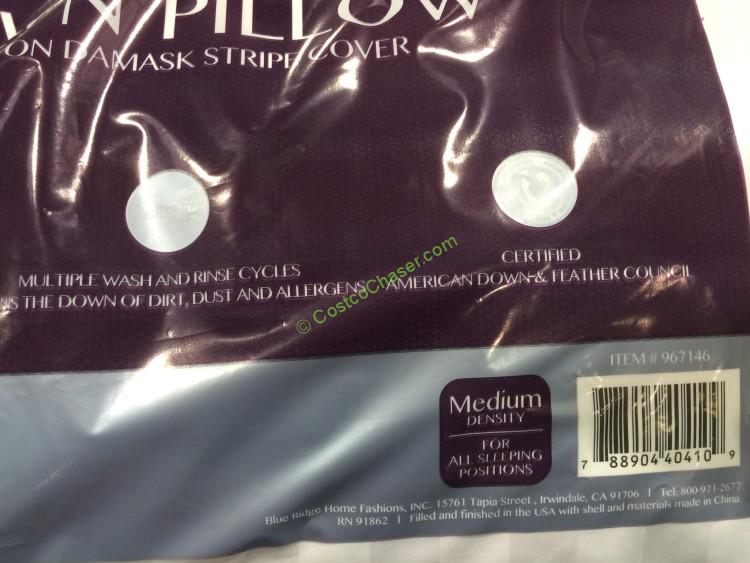 PILLOW
ON DAMASK STRIPE COVER
MULTIPLE WASH AND RINSE CYCLES
NS THE DOWN OF DIRT, DUST AND ALLERGENS
CERTIFIED
AMERICAN DOWN & FEATHER COUNCIL
© CostcoChaser.com
ITEM # 967146
Medium
DENSITY
FOR
ALL SLEEPING
POSITIONS
7 88904 40410 9
Blue Ridge Home Fashions, INC. 15761 Tapia Street , Irwindale, CA 91706 | Tel: 800-971-2677
RN 91862 | Filled and finished in the USA with shell and materials made in China.